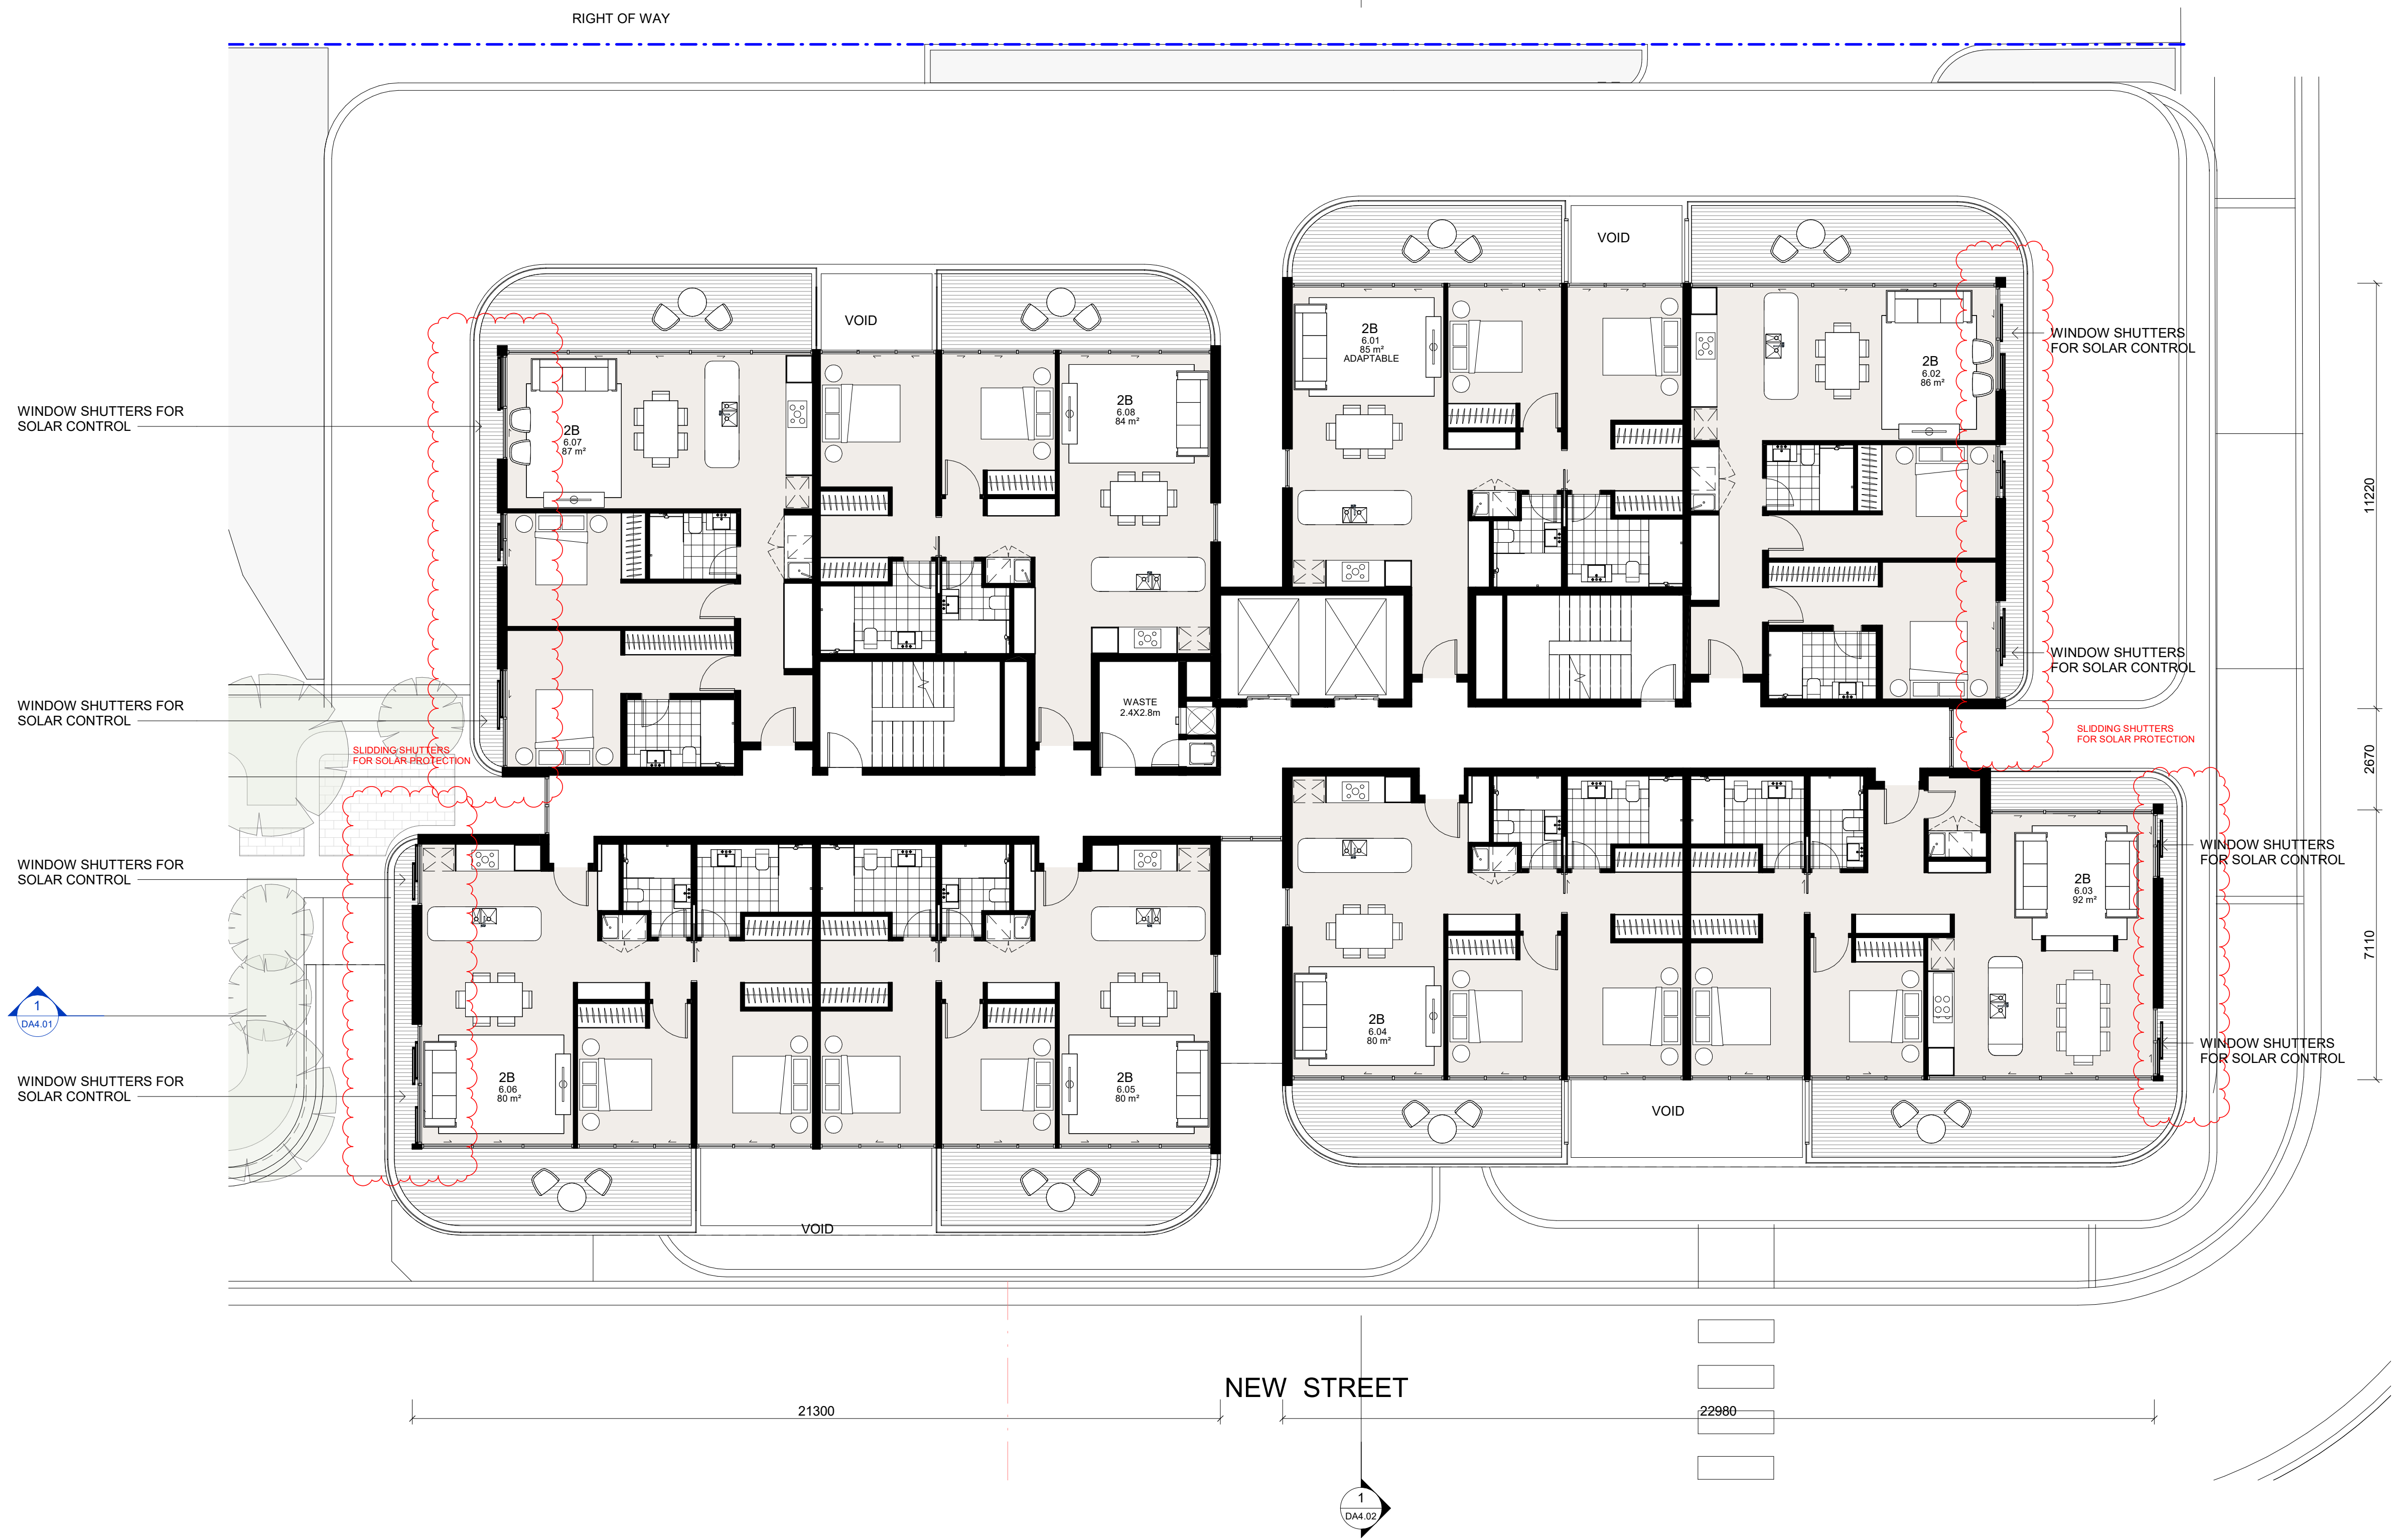 RIGHT OF WAY
VOID
VOID
2B
6.01
85 m²
ADAPTABLE
2B
6.02
86 m²
WINDOW SHUTTERS
FOR SOLAR CONTROL
2B
6.08
84 m²
2B
6.07
87 m²
WINDOW SHUTTERS FOR
SOLAR CONTROL
11220
WINDOW SHUTTERS
FOR SOLAR CONTROL
WINDOW SHUTTERS FOR
SOLAR CONTROL
WASTE
2.4X2.8m
SLIDDING SHUTTERS
FOR SOLAR PROTECTION
SLIDDING SHUTTERS
FOR SOLAR PROTECTION
2670
WINDOW SHUTTERS FOR
SOLAR CONTROL
WINDOW SHUTTERS
FOR SOLAR CONTROL
2B
6.03
92 m²
7110
1
DA4.01
2B
6.04
80 m²
WINDOW SHUTTERS
FOR SOLAR CONTROL
WINDOW SHUTTERS FOR
SOLAR CONTROL
2B
6.06
80 m²
2B
6.05
80 m²
VOID
VOID
NEW STREET
21300
22980
1
DA4.02